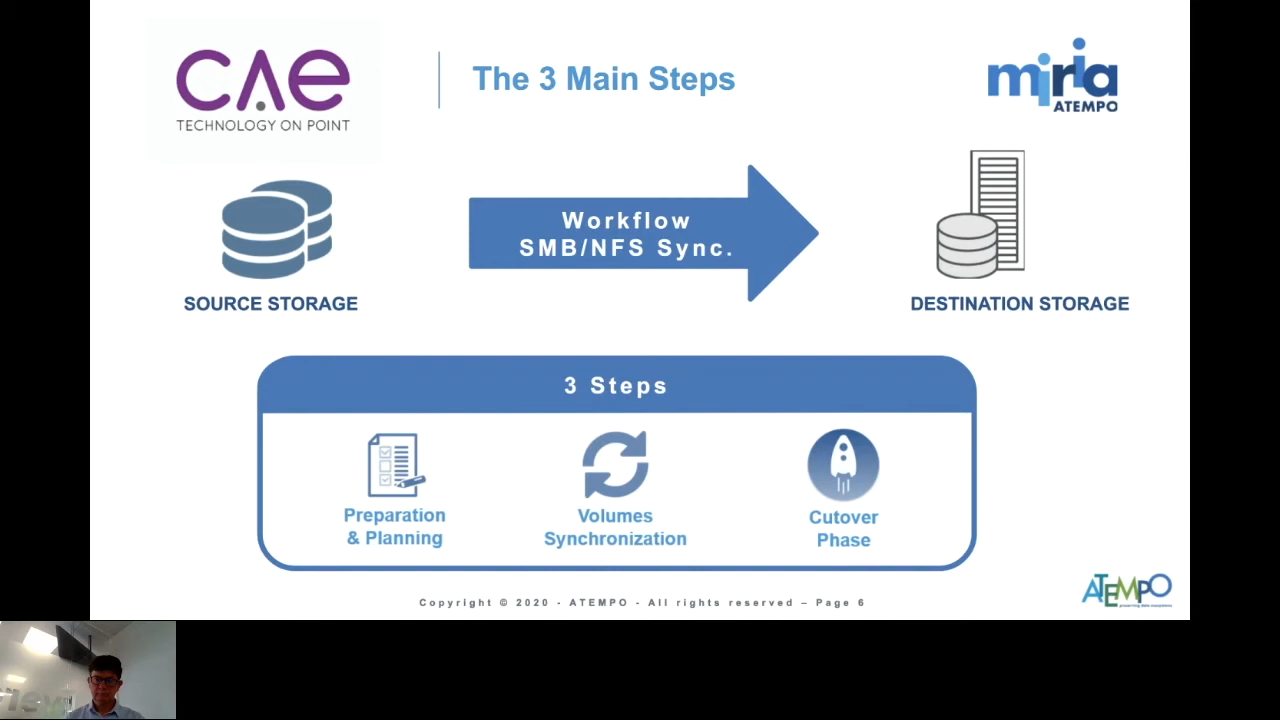 cae
TECHNOLOGY ON POINT
The 3 Main Steps
miria
ATEMPO
Workflow
SMB/NFS Sync.
SOURCE STORAGE
DESTINATION STORAGE
3 Steps
Preparation
& Planning
Volumes
Synchronization
Cutover
Phase
Copyright © 2020 - ATEMPO - All rights reserved – Page 6
ATEMPO